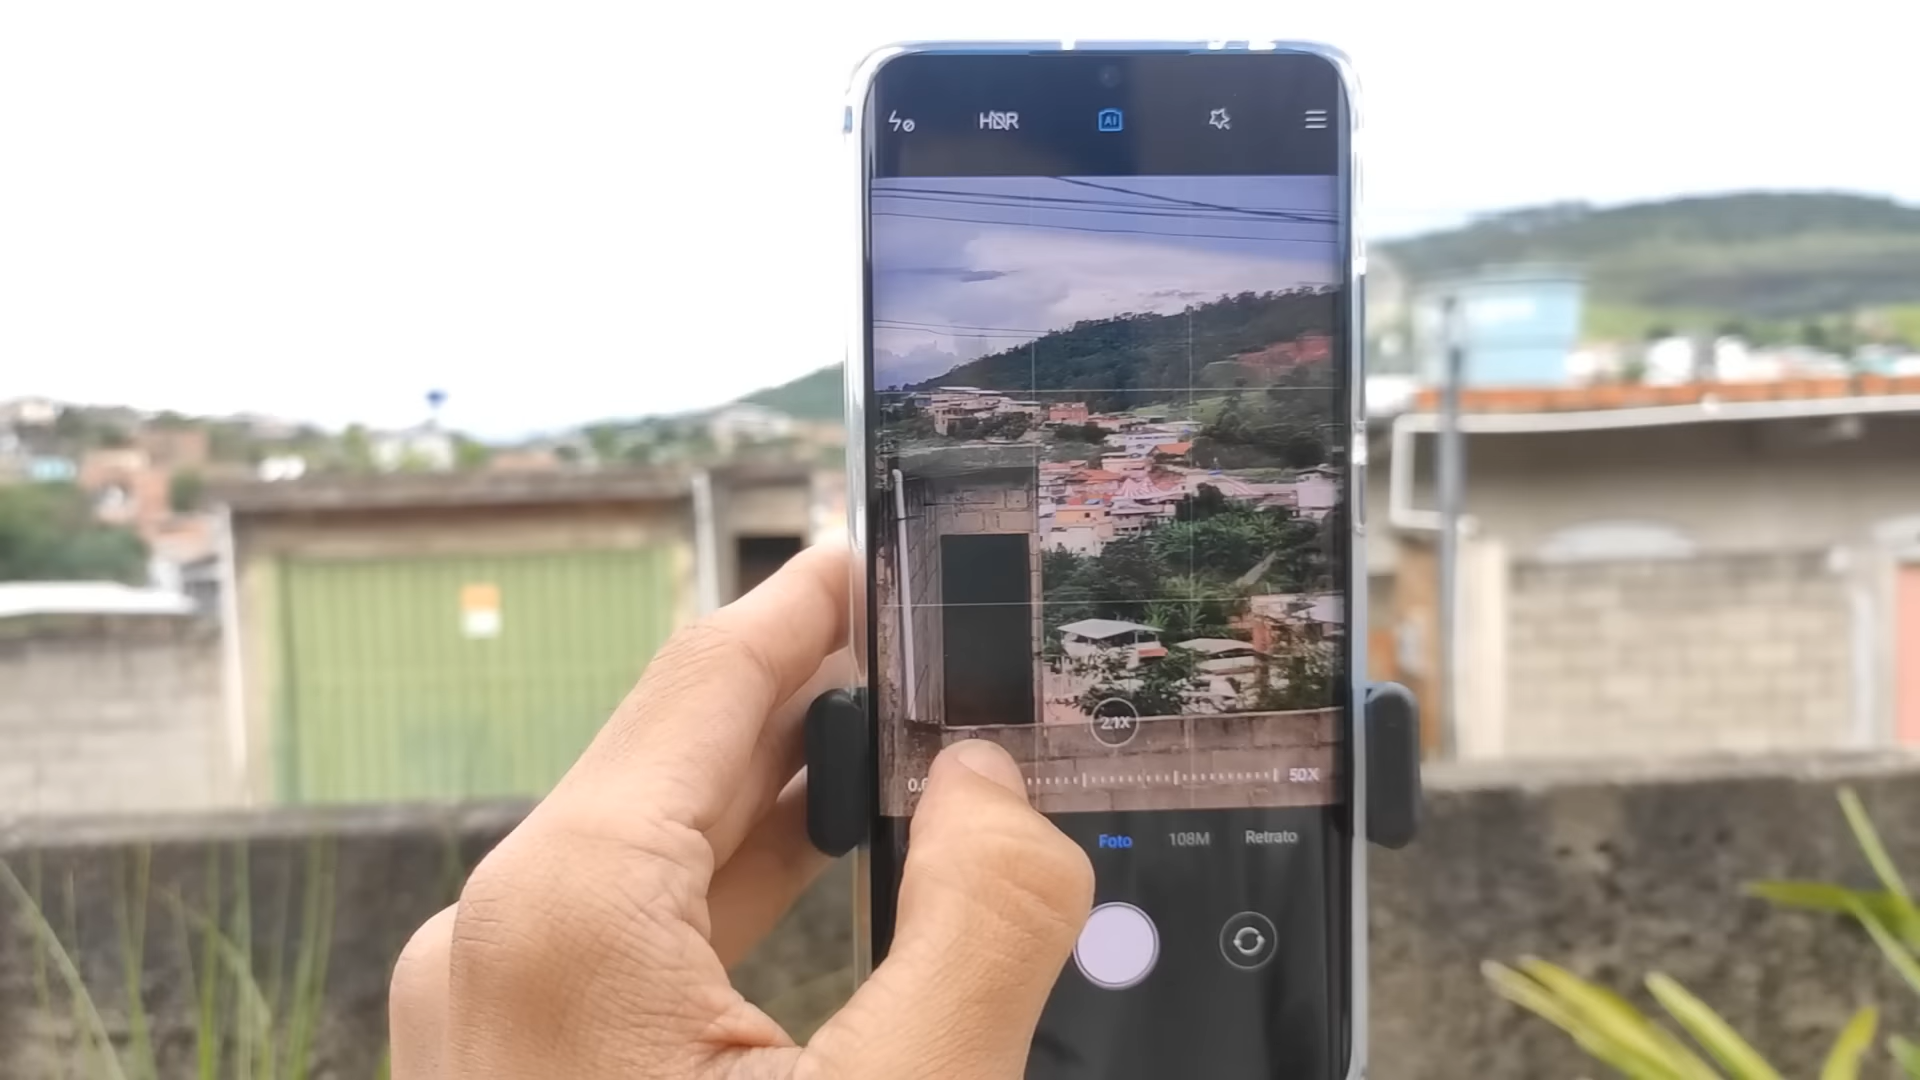 HDR
AI
2.1X
50X
Foto 108M Retrato